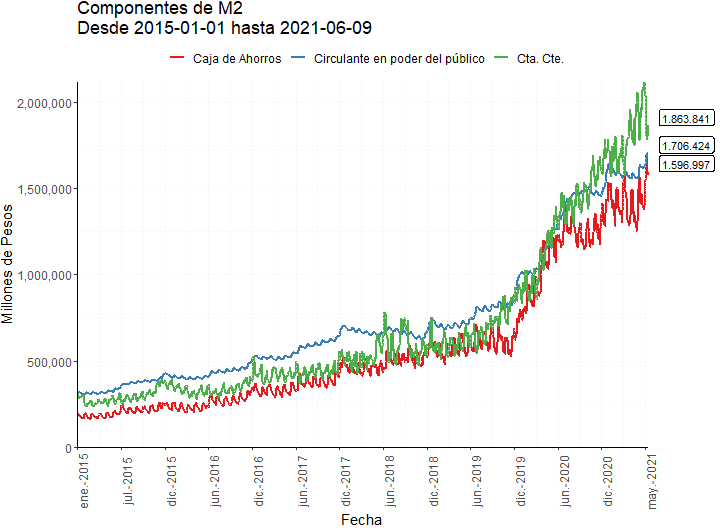 Componentes de M2
Desde 2015-01-01 hasta 2021-06-09
Caja de Ahorros Circulante en poder del público Cta. Cte.
Millones de Pesos
2,000,000
1,500,000
1,000,000
500,000
0
1.863.841
1.706.424
1.596.997
ene.-2015
jul.-2015
dic.-2015
jun.-2016
dic.-2016
jun.-2017
dic.-2017
jun.-2018
dic.-2018
jun.-2019
dic.-2019
jun.-2020
dic.-2020
may.-2021
Fecha